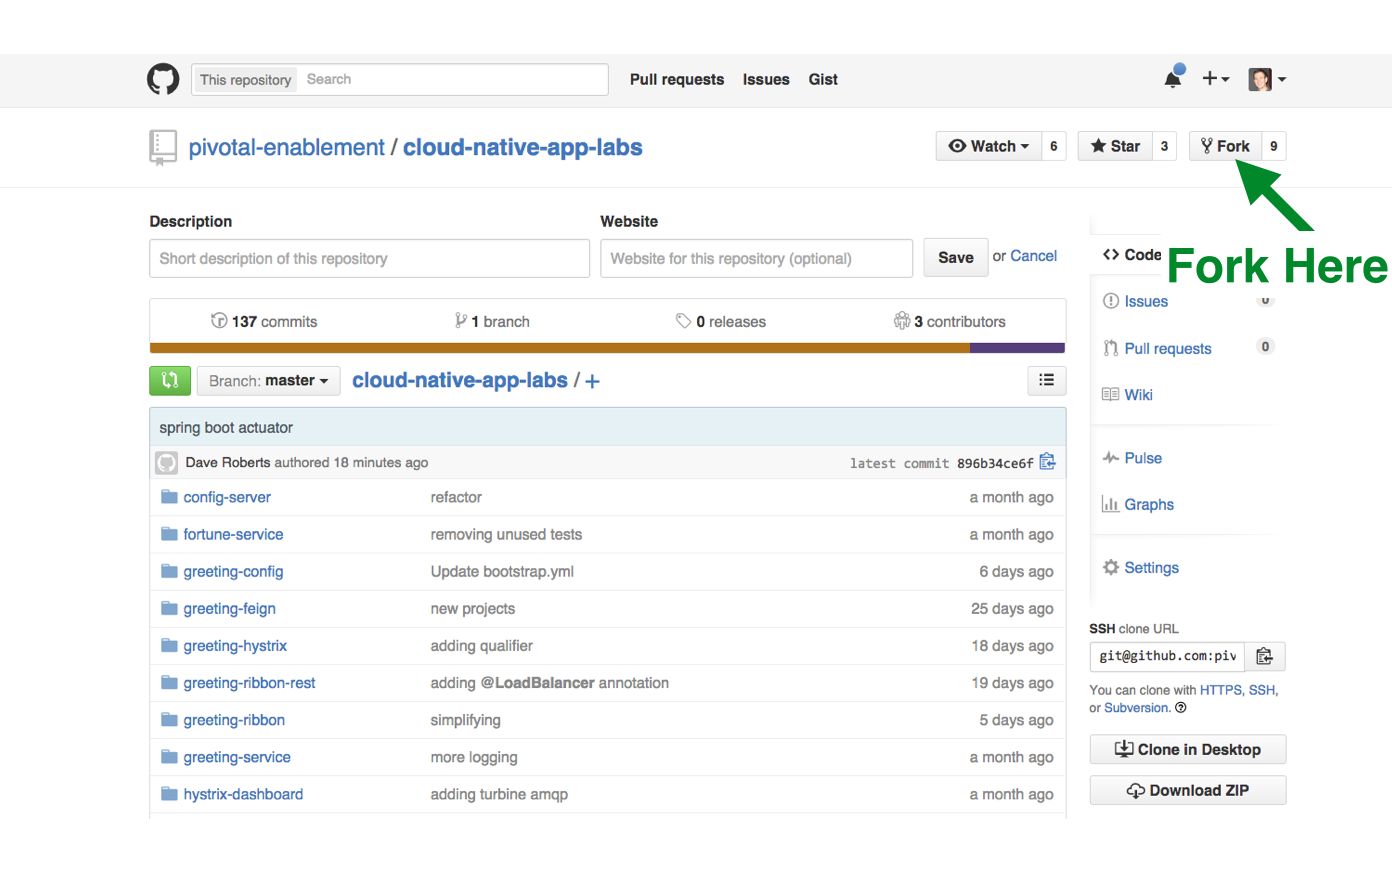 This repository Search Pull requests Issues Gist
pivotal-enablement / cloud-native-app-labs Watch 6 Star 3 Fork 9
Fork Here
Description Website
Short description of this repository Website for this repository (optional) Save or Cancel
137 commits 1 branch 0 releases 3 contributors
Branch: master cloud-native-app-labs / +
spring boot actuator
Dave Roberts authored 18 minutes ago latest commit 896b34ce6f
config-server refactor a month ago
fortune-service removing unused tests a month ago
greeting-config Update bootstrap.yml 6 days ago
greeting-feign new projects 25 days ago
greeting-hystrix adding qualifier 18 days ago
greeting-ribbon-rest adding @LoadBalancer annotation 19 days ago
greeting-ribbon simplifying 5 days ago
greeting-service more logging a month ago
hystrix-dashboard adding turbine amqp a month ago
Code
Issues 0
Pull requests 0
Wiki
Pulse
Graphs
Settings
SSH clone URL
git@github.com:piv
You can clone with HTTPS, SSH,
or Subversion.
Clone in Desktop
Download ZIP